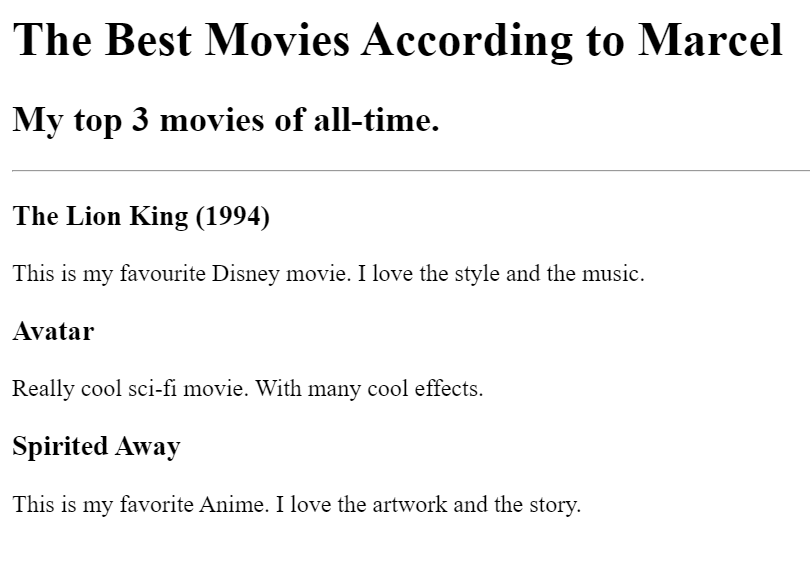 The Best Movies According to Marcel
My top 3 movies of all-time.
The Lion King (1994)
This is my favourite Disney movie. I love the style and the music.
Avatar
Really cool sci-fi movie. With many cool effects.
Spirited Away
This is my favorite Anime. I love the artwork and the story.